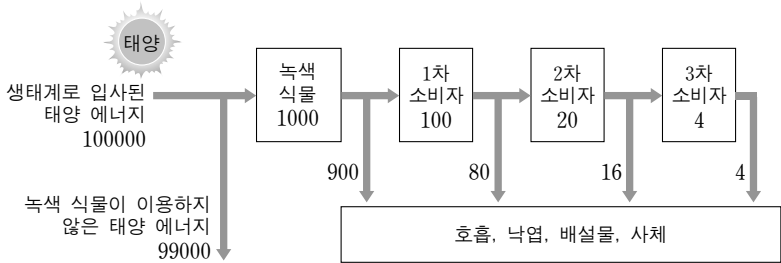 태양
생태계로 입사된
태양 에너지
100000
녹색
식물
1000
1차
소비자
100
2차
소비자
20
3차
소비자
4
900
80
16
4
녹색 식물이 이용하지
않은 태양 에너지
99000
호흡, 낙엽, 배설물, 사체